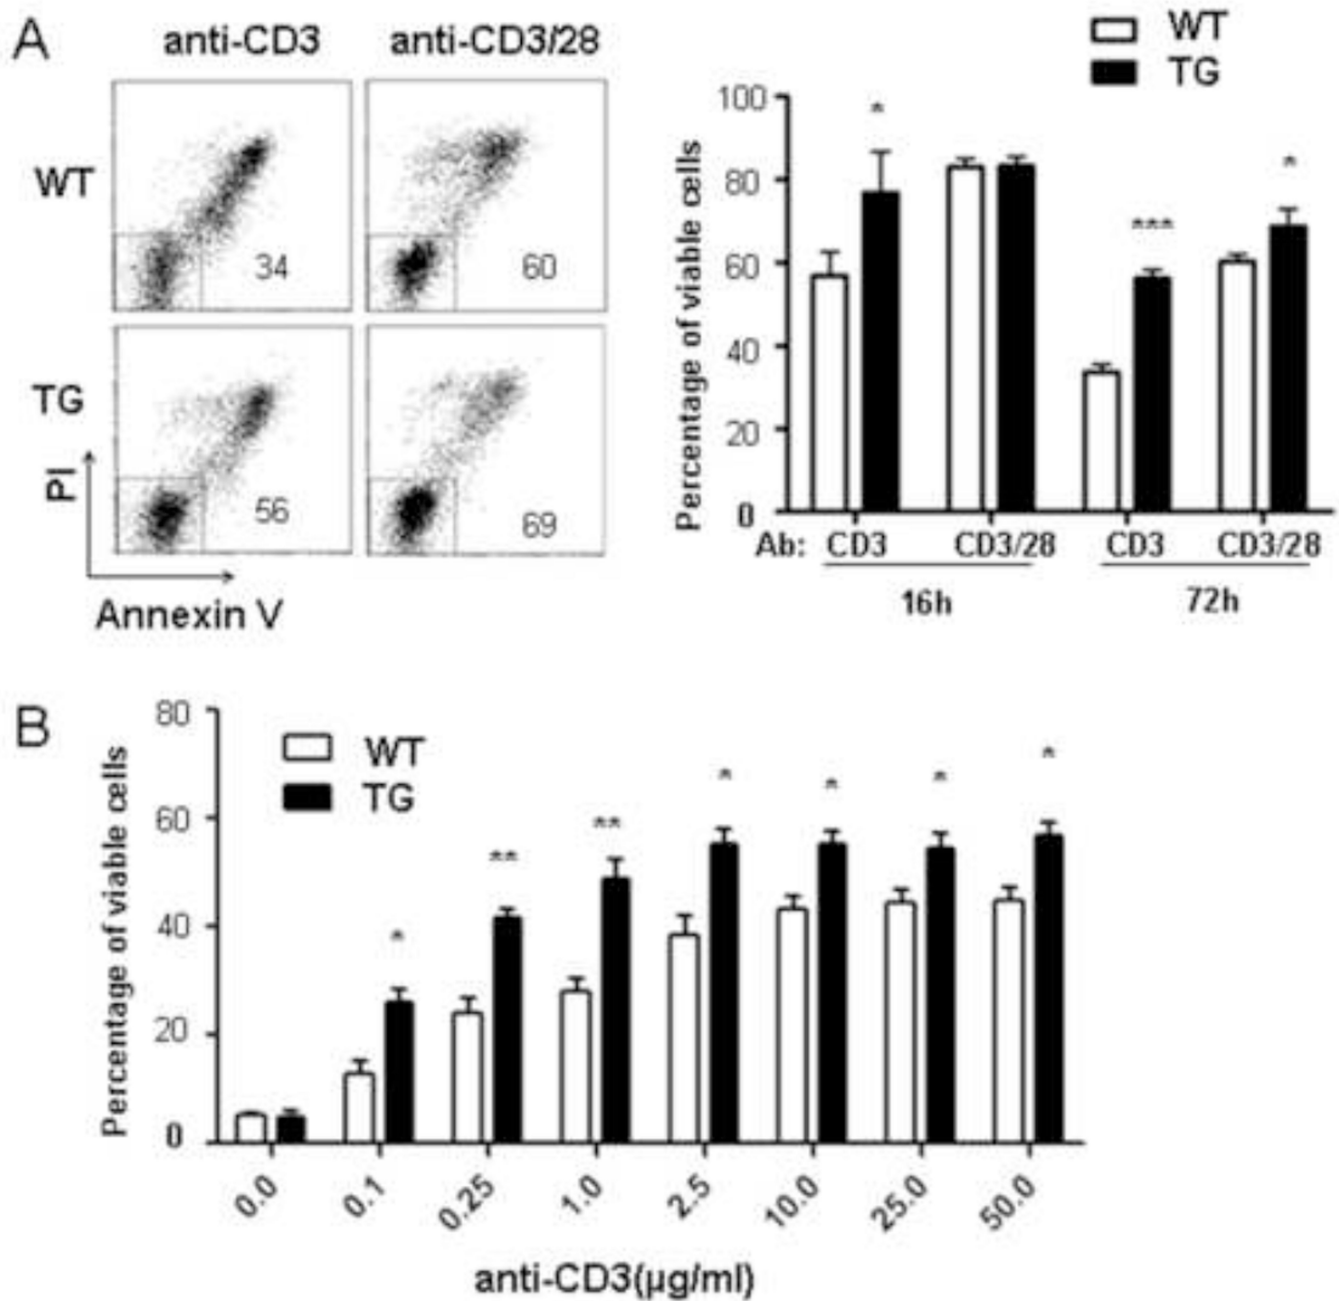 A
anti-CD3
anti-CD3/28
WT
34
60
TG
56
69
PI
Annexin V
WT
TG
Percentage of viable cells
100
80
60
40
20
0
*
***
*
Ab: CD3 CD3/28 CD3 CD3/28
16h 72h
B
Percentage of viable cells
80
60
40
20
0
WT
TG
*
**
**
*
*
*
*
0.0 0.1 0.25 1.0 2.5 10.0 25.0 50.0
anti-CD3(µg/ml)